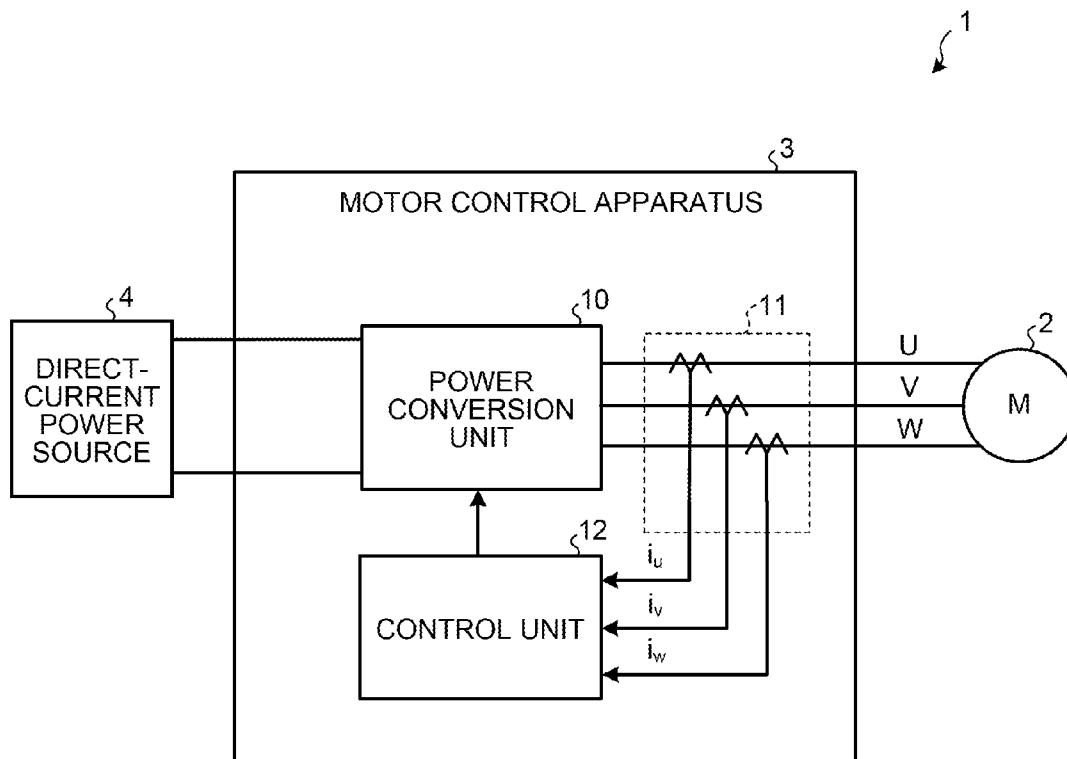 1
3
MOTOR CONTROL APPARATUS
4
DIRECT-
CURRENT
POWER
SOURCE
10
POWER
CONVERSION
UNIT
11
U
V
W
2
M
12
CONTROL UNIT
iu
iv
iw